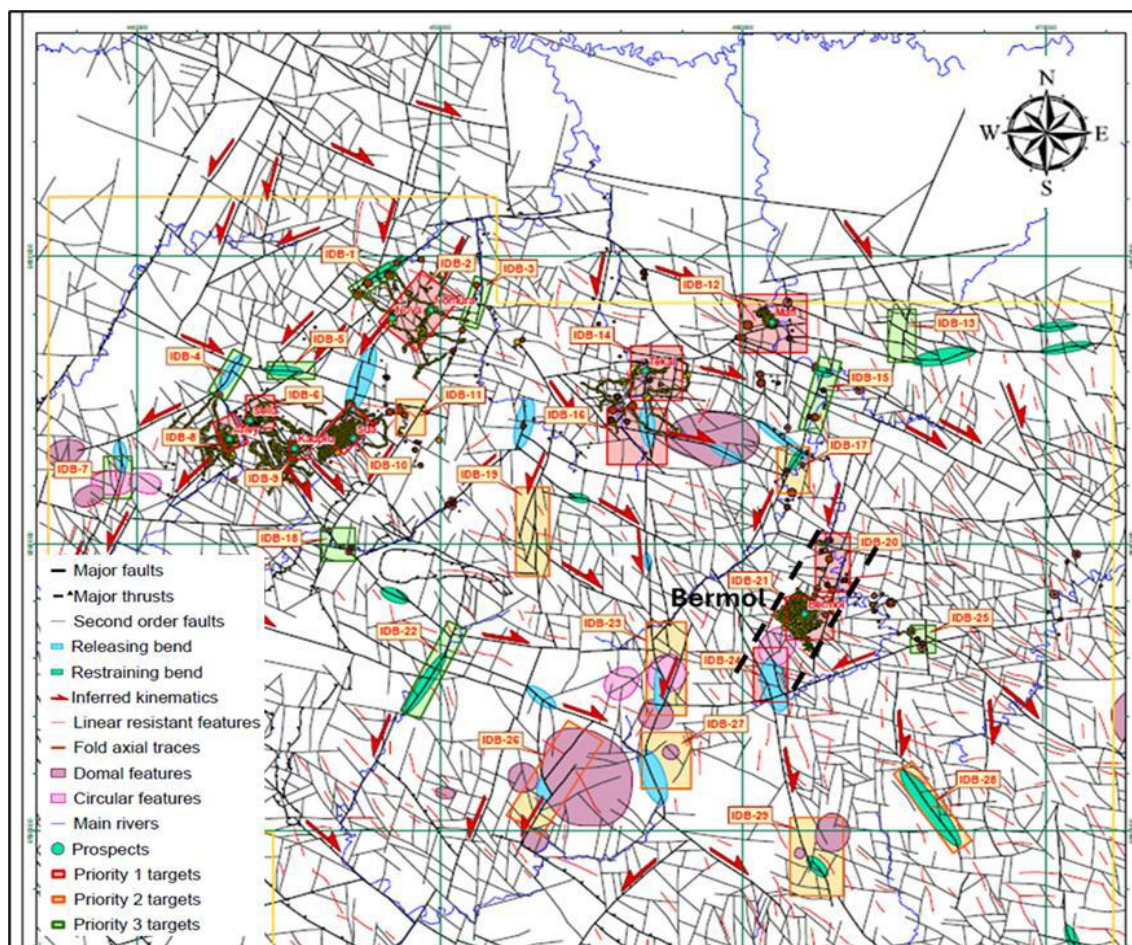 N
W E
S
IDB-1
IDB-2
IDB-3
IDB-12
IDB-13
IDB-14
IDB-5
IDB-4
IDB-6
IDB-11
IDB-15
IDB-16
IDB-8
IDB-17
IDB-7
IDB-9
IDB-10
IDB-19
IDB-18
IDB-20
IDB-21
Bermol
IDB-23
IDB-22
IDB-24
IDB-25
IDB-26
IDB-27
IDB-28
IDB-29
Major faults
Major thrusts
Second order faults
Releasing bend
Restraining bend
Inferred kinematics
Linear resistant features
Fold axial traces
Domal features
Circular features
Main rivers
Prospects
Priority 1 targets
Priority 2 targets
Priority 3 targets